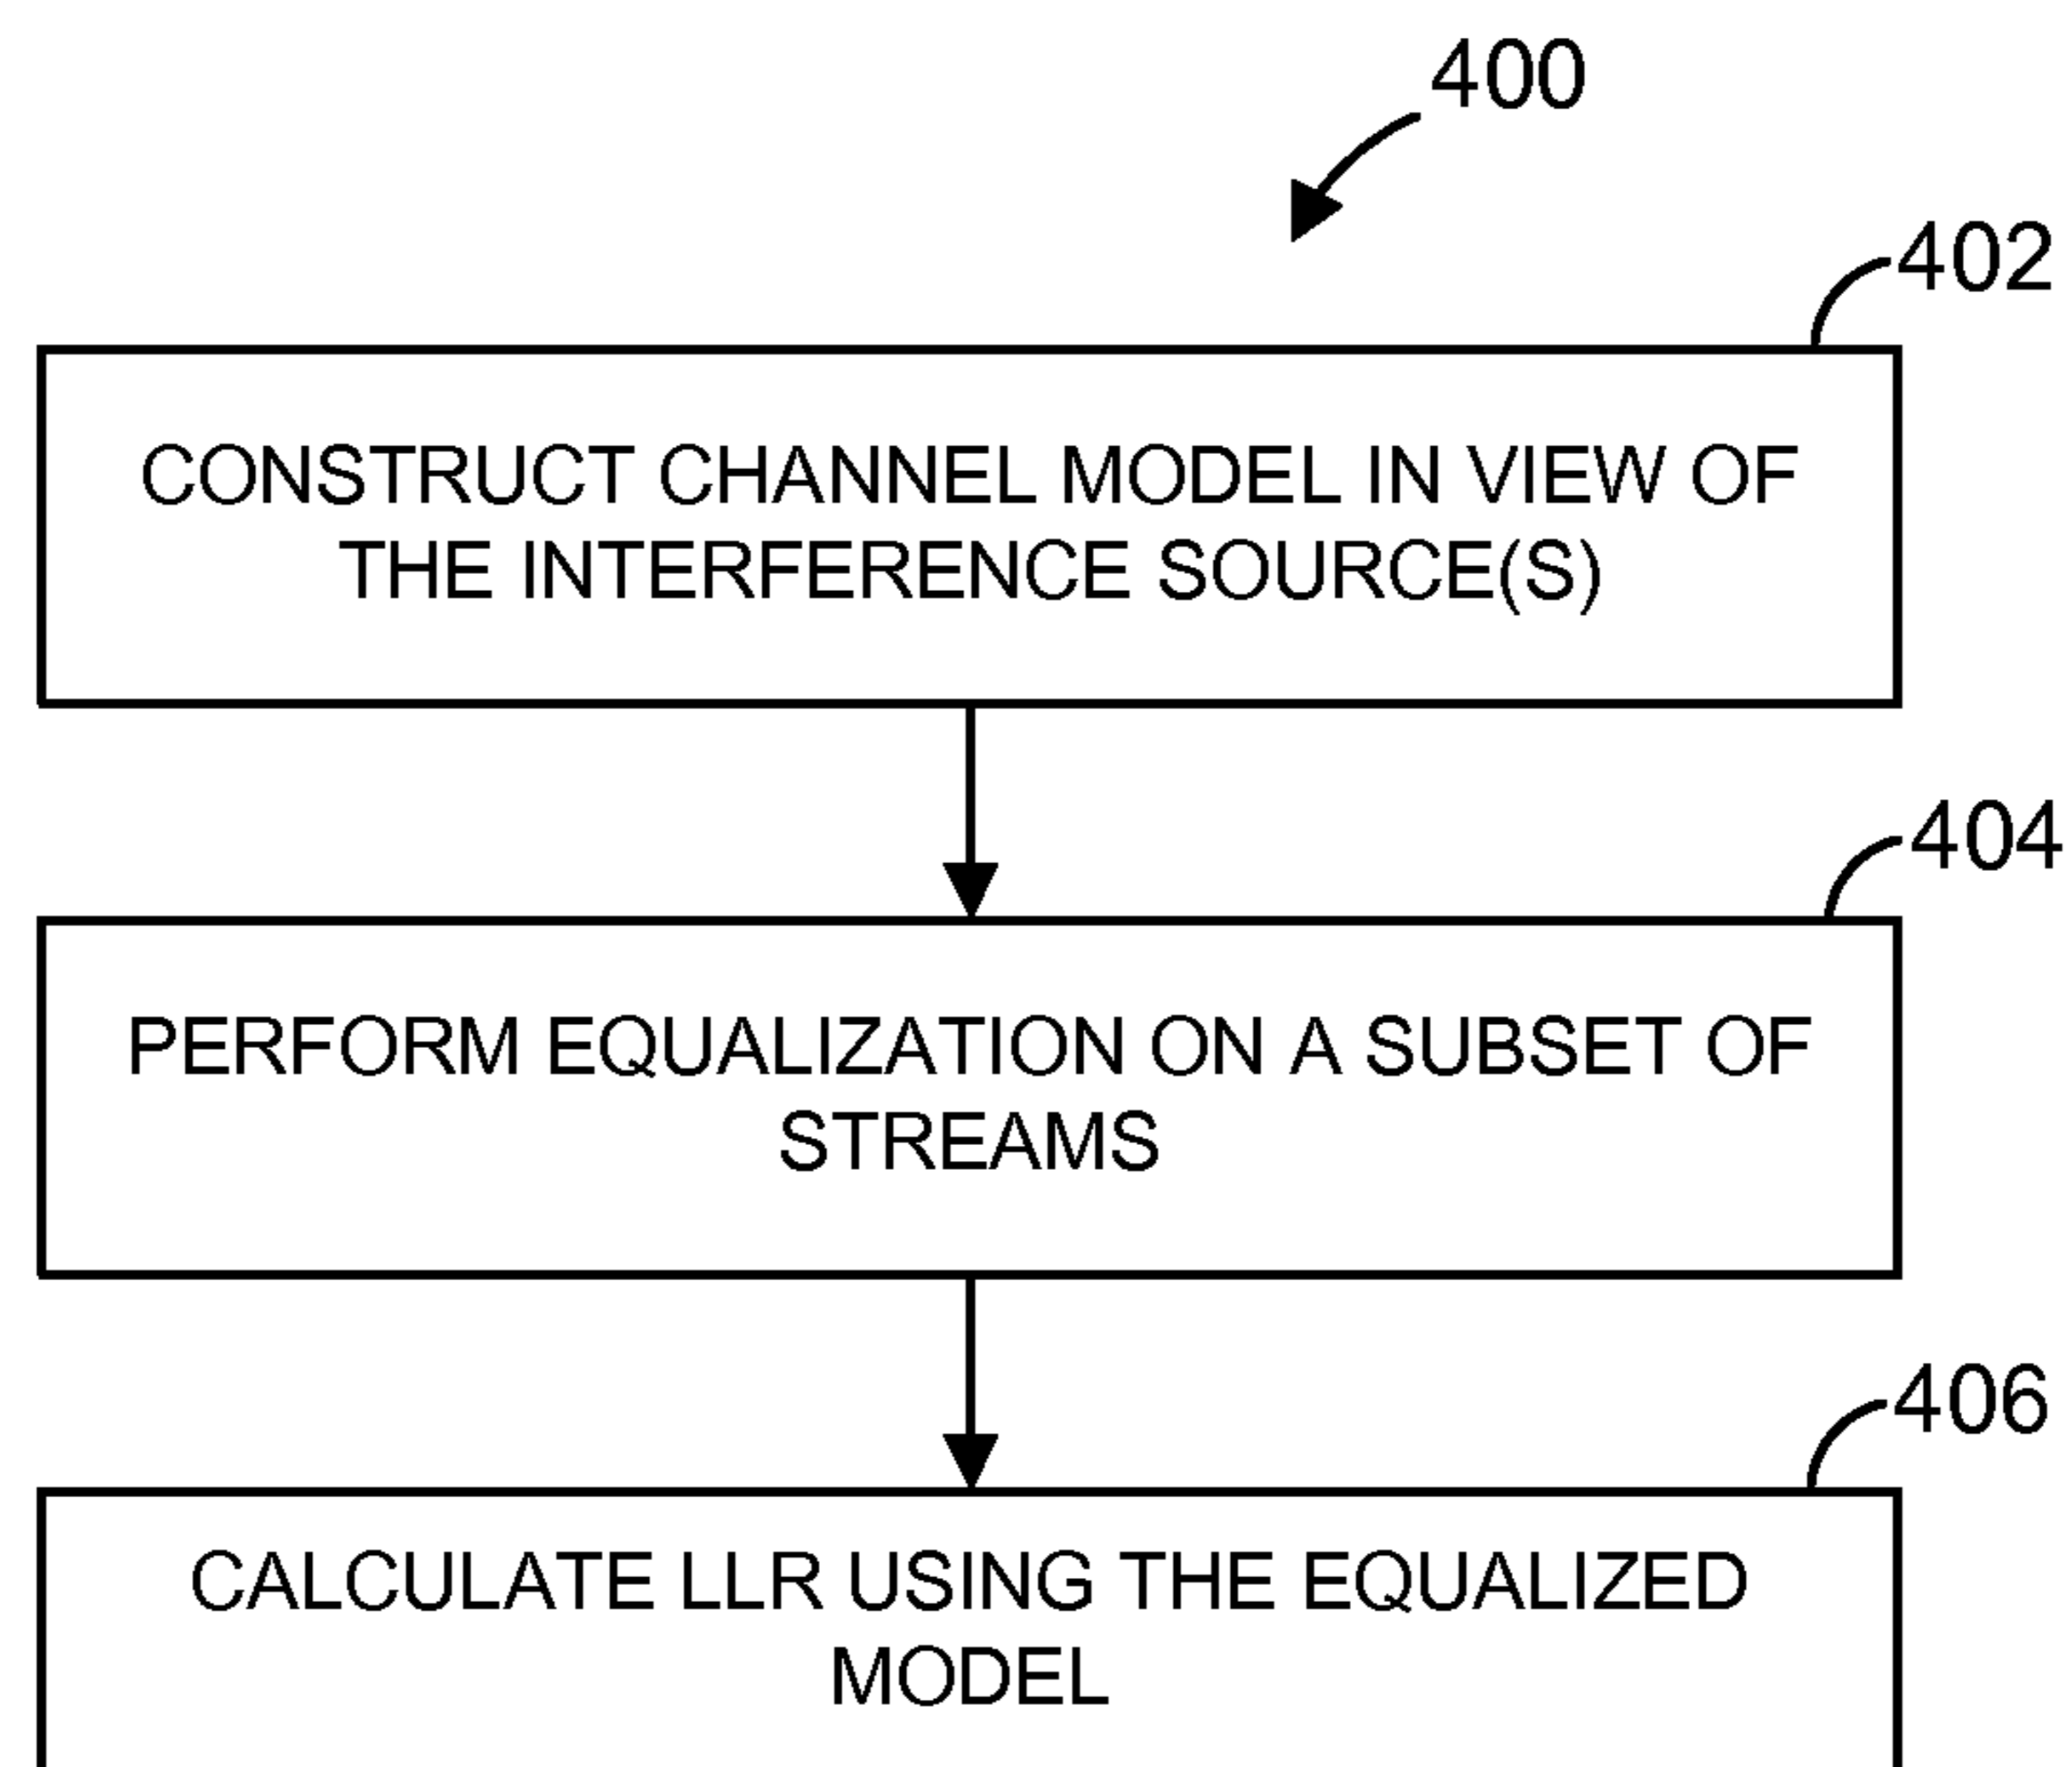 400
402
CONSTRUCT CHANNEL MODEL IN VIEW OF
THE INTERFERENCE SOURCE(S)
404
PERFORM EQUALIZATION ON A SUBSET OF
STREAMS
406
CALCULATE LLR USING THE EQUALIZED
MODEL